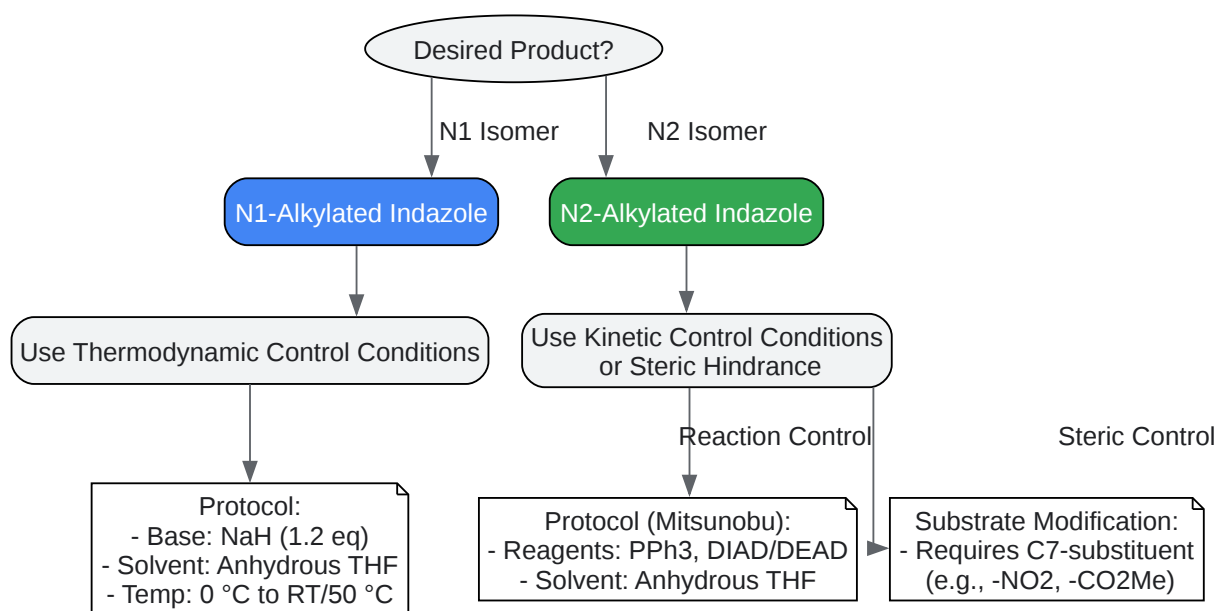 Desired Product?
N1 Isomer
N2 Isomer
N1-Alkylated Indazole
N2-Alkylated Indazole
Use Thermodynamic Control Conditions
Use Kinetic Control Conditions
or Steric Hindrance
Reaction Control
Steric Control
Protocol:
- Base: NaH (1.2 eq)
- Solvent: Anhydrous THF
- Temp: 0 °C to RT/50 °C
Protocol (Mitsunobu):
- Reagents: PPh3, DIAD/DEAD
- Solvent: Anhydrous THF
Substrate Modification:
- Requires C7-substituent
(e.g., -NO2, -CO2Me)